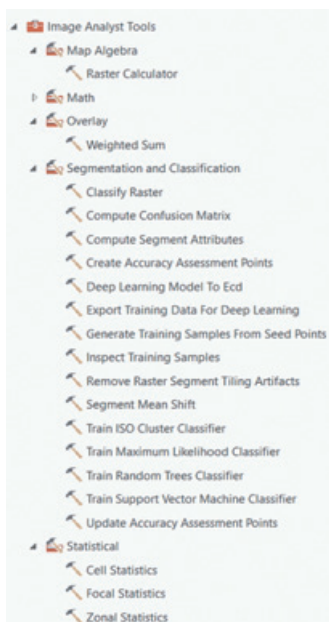 Image Analyst Tools
Map Algebra
Raster Calculator
Math
Overlay
Weighted Sum
Segmentation and Classification
Classify Raster
Compute Confusion Matrix
Compute Segment Attributes
Create Accuracy Assessment Points
Deep Learning Model To Ecd
Export Training Data For Deep Learning
Generate Training Samples From Seed Points
Inspect Training Samples
Remove Raster Segment Tiling Artifacts
Segment Mean Shift
Train ISO Cluster Classifier
Train Maximum Likelihood Classifier
Train Random Trees Classifier
Train Support Vector Machine Classifier
Update Accuracy Assessment Points
Statistical
Cell Statistics
Focal Statistics
Zonal Statistics